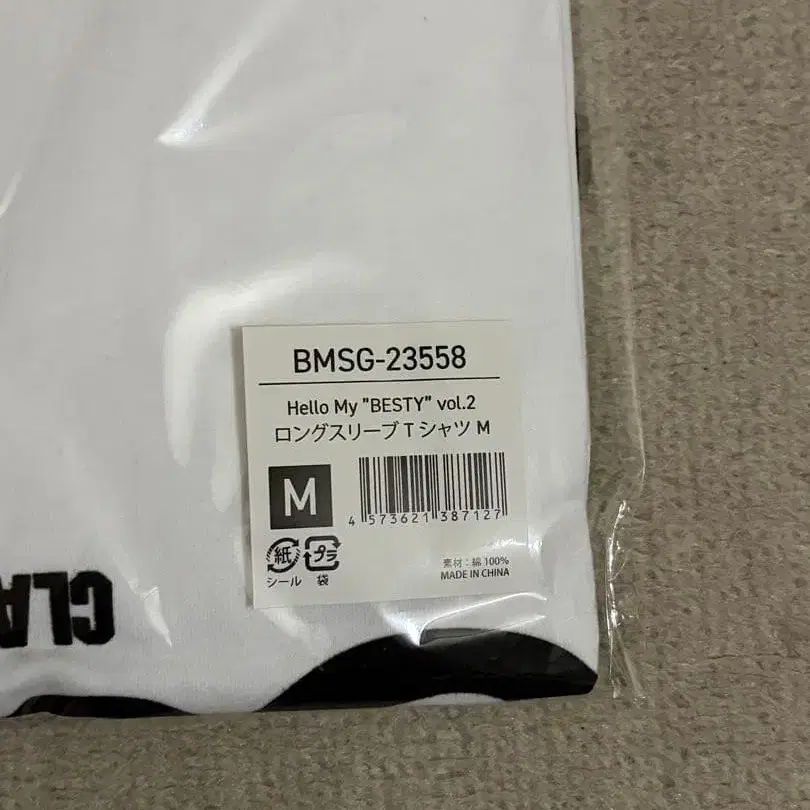 BMSG-23558
Hello My "BESTY" vol.2
ロングスリーブTシャツ M
M
4 573621 387127
紙 プラ
シール 袋
素材：綿100%
MADE IN CHINA
CLA